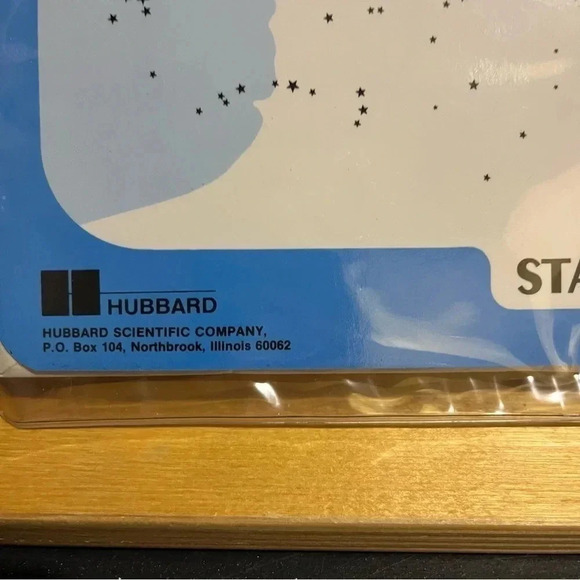 STA
HUBBARD
HUBBARD SCIENTIFIC COMPANY,
P.O. Box 104, Northbrook, Illinois 60062